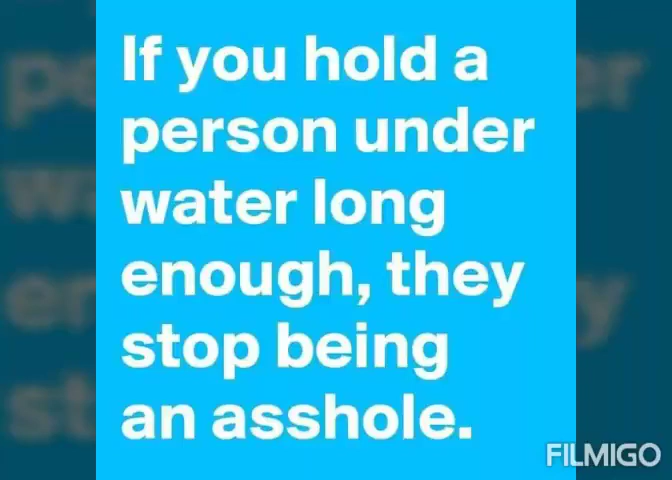 If you hold a
person under
water long
enough, they
stop being
an asshole.
FILMIGO